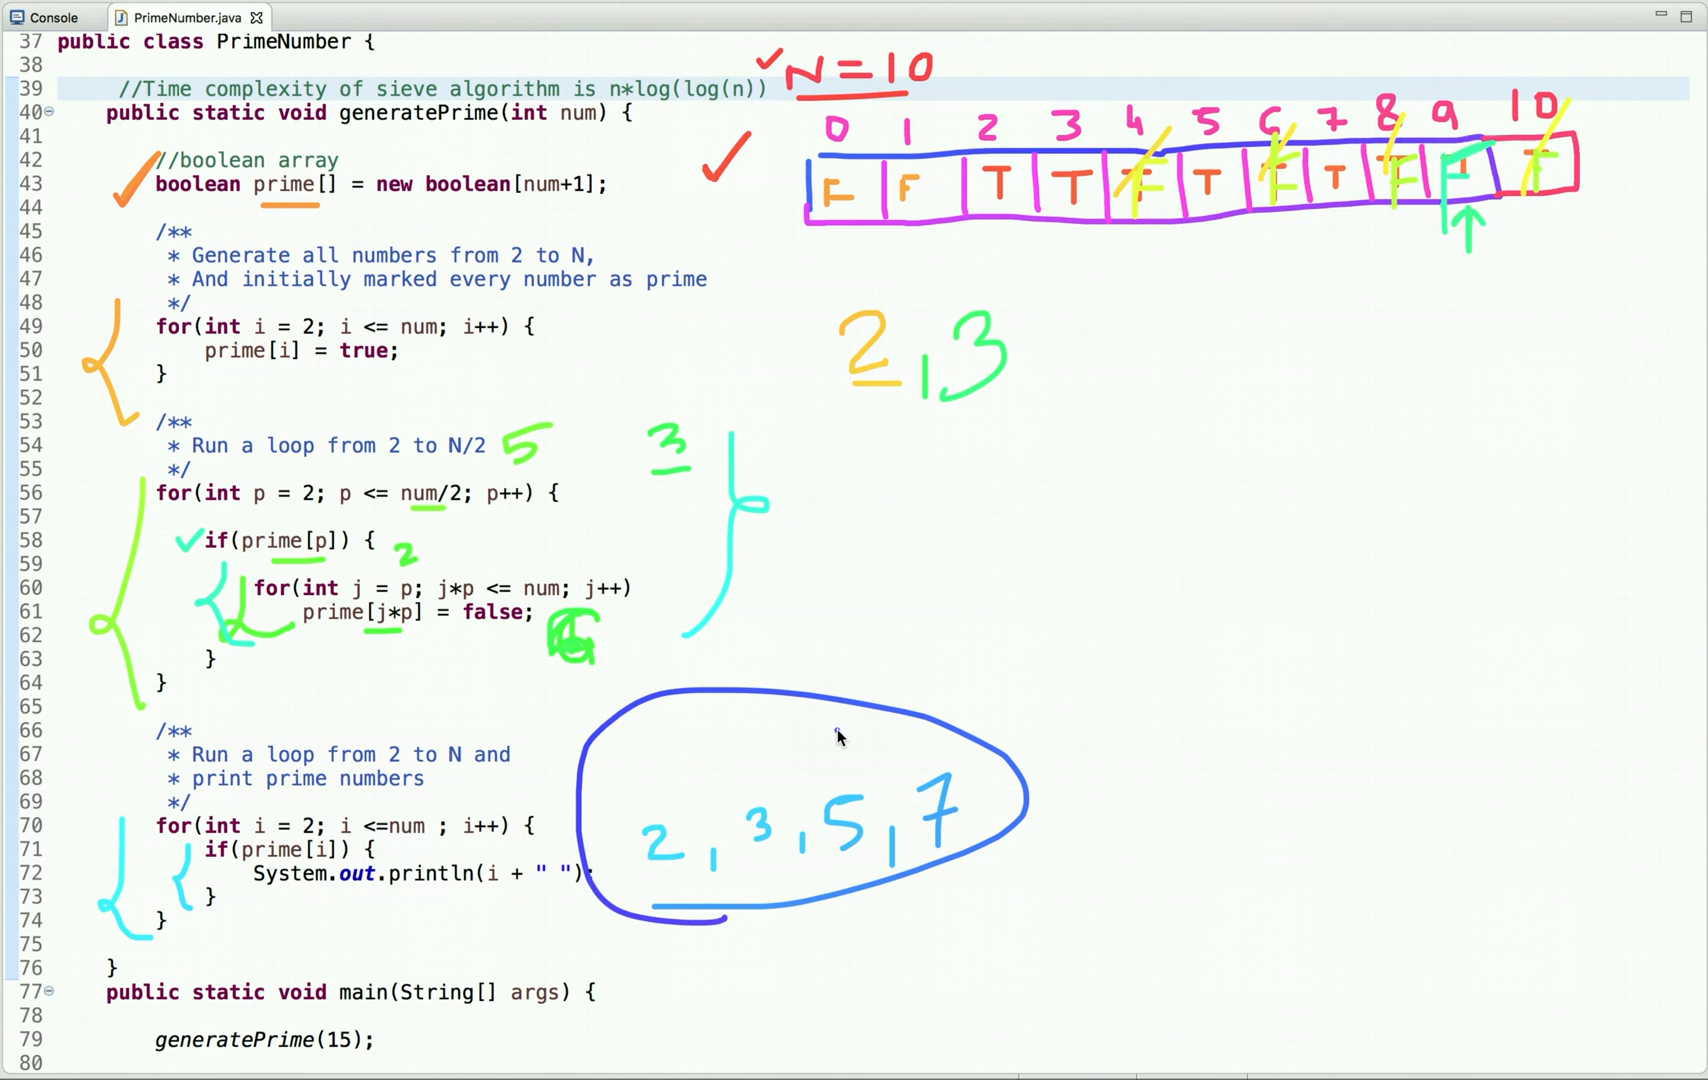 Console PrimeNumber.java
37 public class PrimeNumber {
38
39 //Time complexity of sieve algorithm is n*log(log(n))
40 public static void generatePrime(int num) {
41
42 //boolean array
43 boolean prime[] = new boolean[num+1];
44
45 /**
46 * Generate all numbers from 2 to N,
47 * And initially marked every number as prime
48 */
49 for(int i = 2; i <= num; i++) {
50 prime[i] = true;
51 }
52
53 /**
54 * Run a loop from 2 to N/2
55 */
56 for(int p = 2; p <= num/2; p++) {
57
58 if(prime[p]) {
59
60 for(int j = p; j*p <= num; j++)
61 prime[j*p] = false;
62
63 }
64 }
65
66 /**
67 * Run a loop from 2 to N and
68 * print prime numbers
69 */
70 for(int i = 2; i <=num ; i++) {
71 if(prime[i]) {
72 System.out.println(i + " ");
73 }
74 }
75
76 }
77 public static void main(String[] args) {
78
79 generatePrime(15);
80
N = 10
0 1 2 3 4 5 6 7 8 9 10
F F T T F T F T F F F
2,3
5 3
2
2, 3, 5, 7